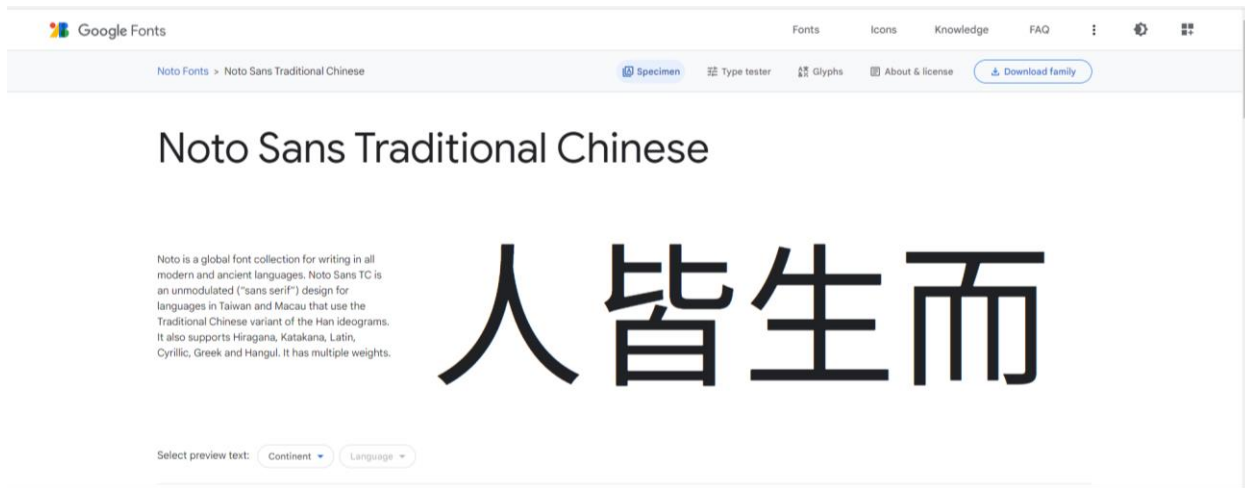 Google Fonts
Fonts Icons Knowledge FAQ
Noto Fonts > Noto Sans Traditional Chinese
Specimen Type tester Glyphs About & license Download family
Noto Sans Traditional Chinese
Noto is a global font collection for writing in all
modern and ancient languages. Noto Sans TC is
an unmodulated (“sans serif”) design for
languages in Taiwan and Macau that use the
Traditional Chinese variant of the Han ideograms.
It also supports Hiragana, Katakana, Latin,
Cyrillic, Greek and Hangul. It has multiple weights.
人皆生而
Select preview text: Continent Language